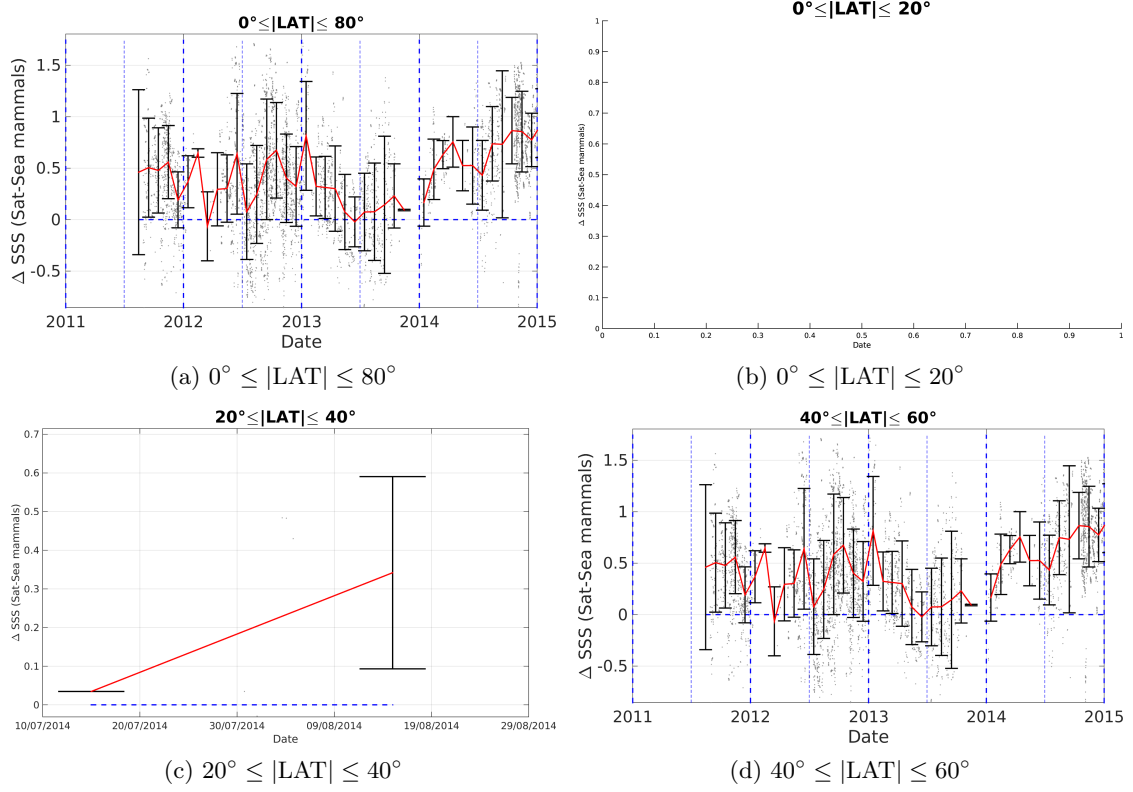 0°≤|LAT|≤ 80°
1.5
1
0.5
0
-0.5
Δ SSS (Sat-Sea mammals)
2011 2012 2013 2014 2015
Date
(a) 0° ≤ |LAT| ≤ 80°
0°≤|LAT|≤ 20°
1
0.9
0.8
0.7
0.6
0.5
0.4
0.3
0.2
0.1
0
Δ SSS (Sat-Sea mammals)
0 0.1 0.2 0.3 0.4 0.5 0.6 0.7 0.8 0.9 1
Date
(b) 0° ≤ |LAT| ≤ 20°
20°≤|LAT|≤ 40°
0.7
0.6
0.5
0.4
0.3
0.2
0.1
0
Δ SSS (Sat-Sea mammals)
10/07/2014 20/07/2014 30/07/2014 09/08/2014 19/08/2014 29/08/2014
Date
(c) 20° ≤ |LAT| ≤ 40°
40°≤|LAT|≤ 60°
1.5
1
0.5
0
-0.5
Δ SSS (Sat-Sea mammals)
2011 2012 2013 2014 2015
Date
(d) 40° ≤ |LAT| ≤ 60°